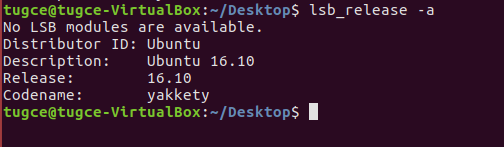 tugce@tugce-VirtualBox:~/Desktop$ lsb_release -a
No LSB modules are available.
Distributor ID: Ubuntu
Description:    Ubuntu 16.10
Release:        16.10
Codename:       yakkety
tugce@tugce-VirtualBox:~/Desktop$